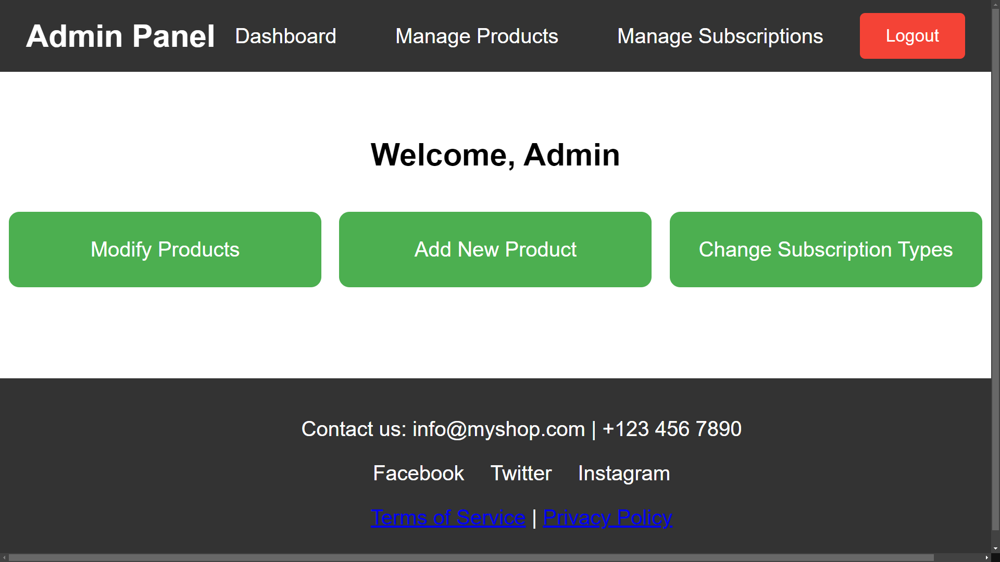 Admin Panel Dashboard Manage Products Manage Subscriptions Logout
Welcome, Admin
Modify Products Add New Product Change Subscription Types
Contact us: info@myshop.com | +123 456 7890
Facebook Twitter Instagram
Terms of Service | Privacy Policy